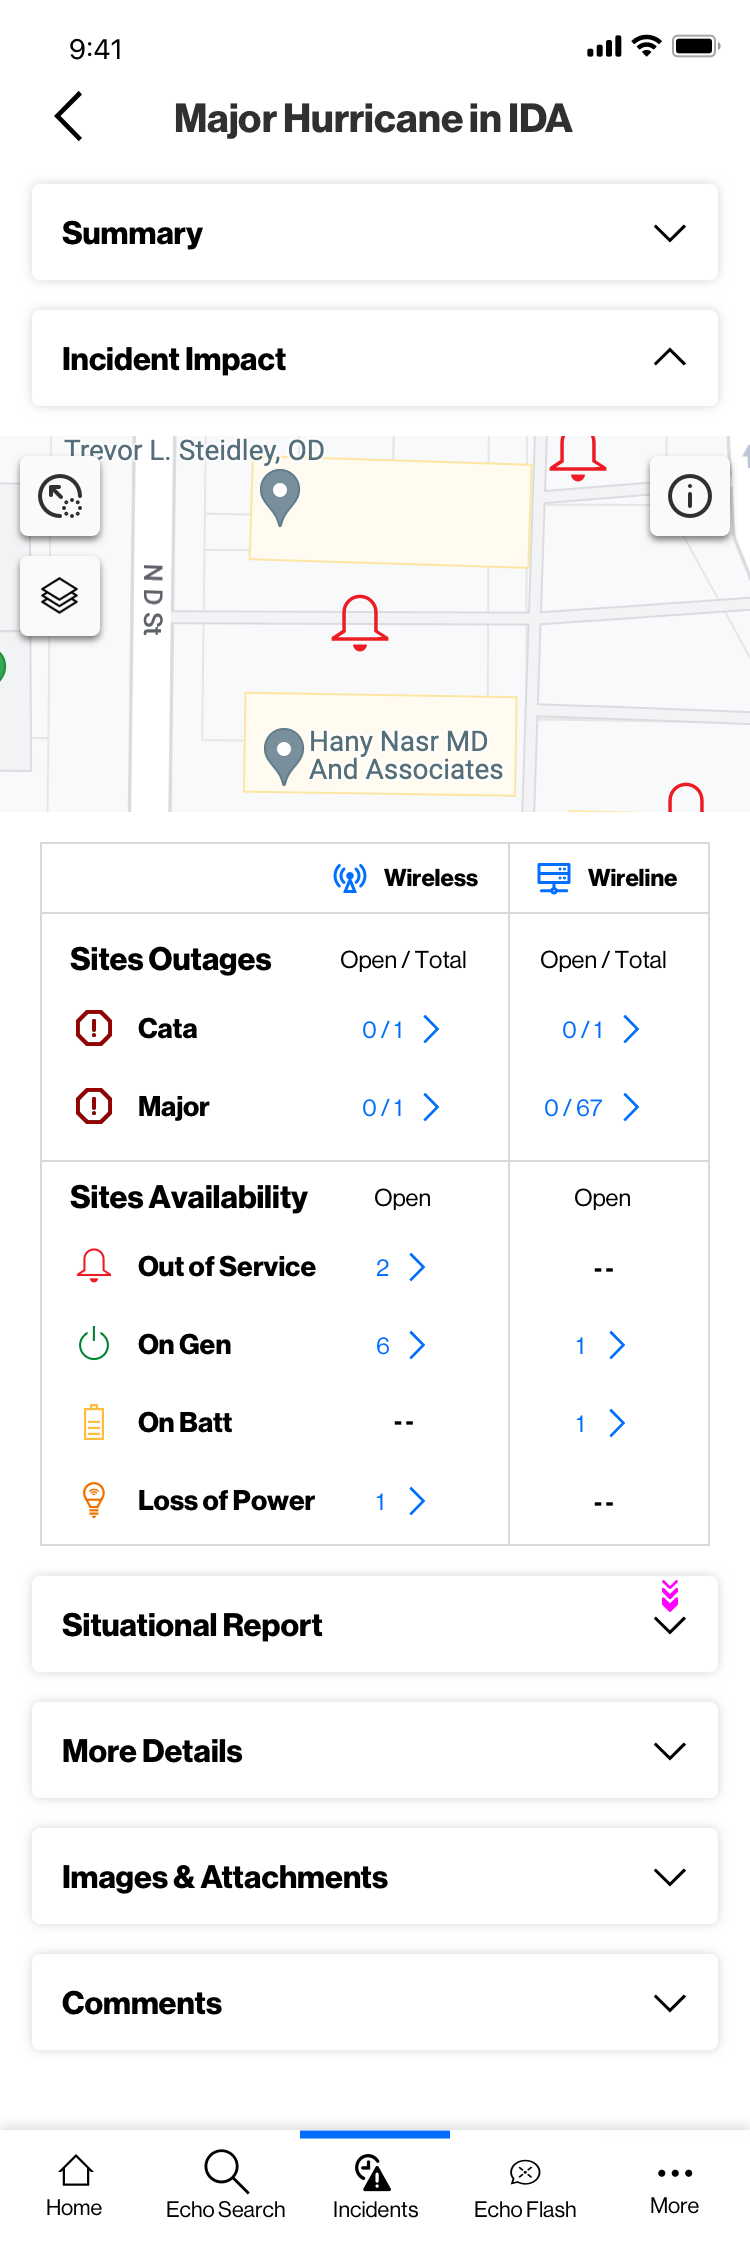 9:41
Major Hurricane in IDA
Summary
Incident Impact
Trevor L. Steidley, OD
N D St
Hany Nasr MD
And Associates
Wireless
Wireline
Sites Outages
Open / Total
Open / Total
Cata
0 / 1
0 / 1
Major
0 / 1
0 / 67
Sites Availability
Open
Open
Out of Service
2
--
On Gen
6
1
On Batt
--
1
Loss of Power
1
--
Situational Report
More Details
Images & Attachments
Comments
Home
Echo Search
Incidents
Echo Flash
More